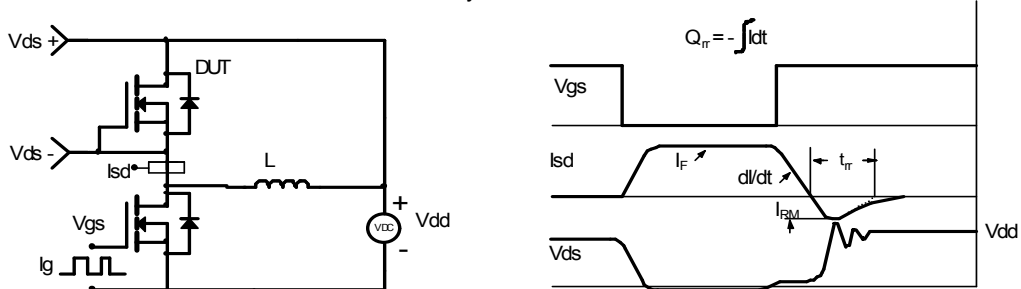 Vds +
DUT
Vds -
Isd
L
Vgs
Ig
+
VDC
-
Vdd
Qrr = - ∫ Idt
Vgs
Isd
IF
dI/dt
trr
IRM
Vds
Vdd